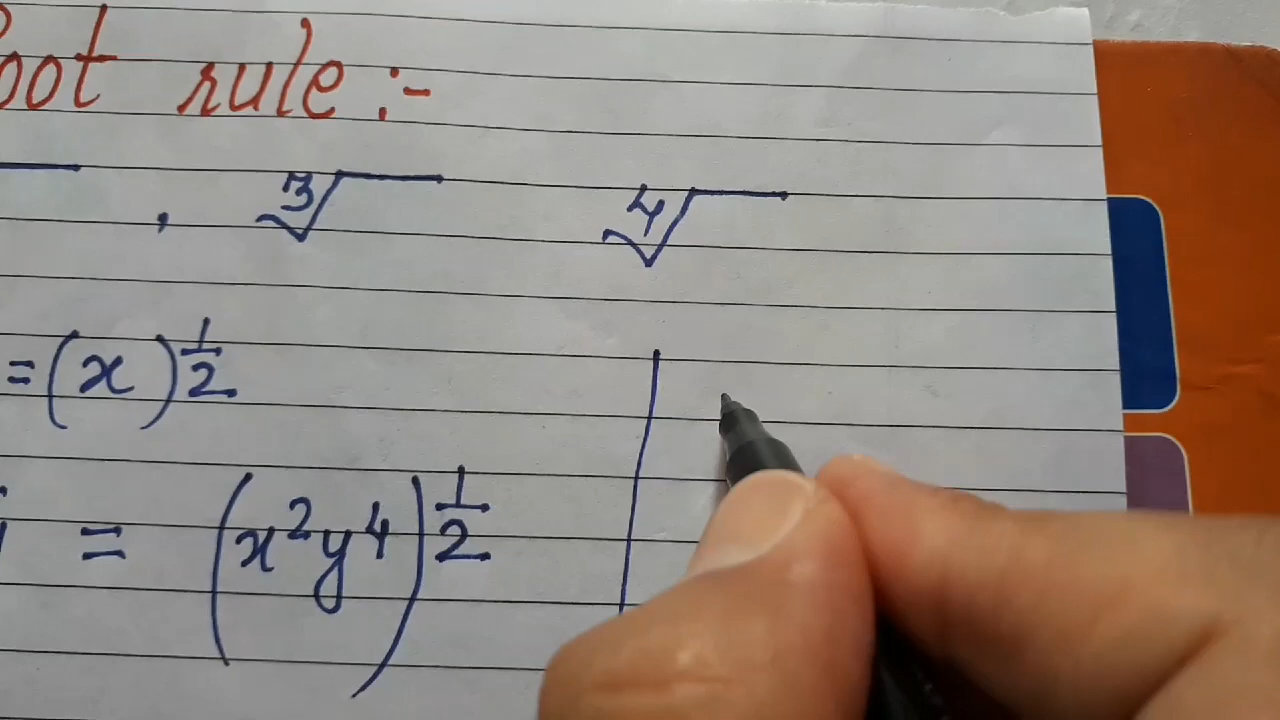 oot rule :-
, ∛ ∜
= (x)^{1/2}
= (x²y⁴)^{1/2}